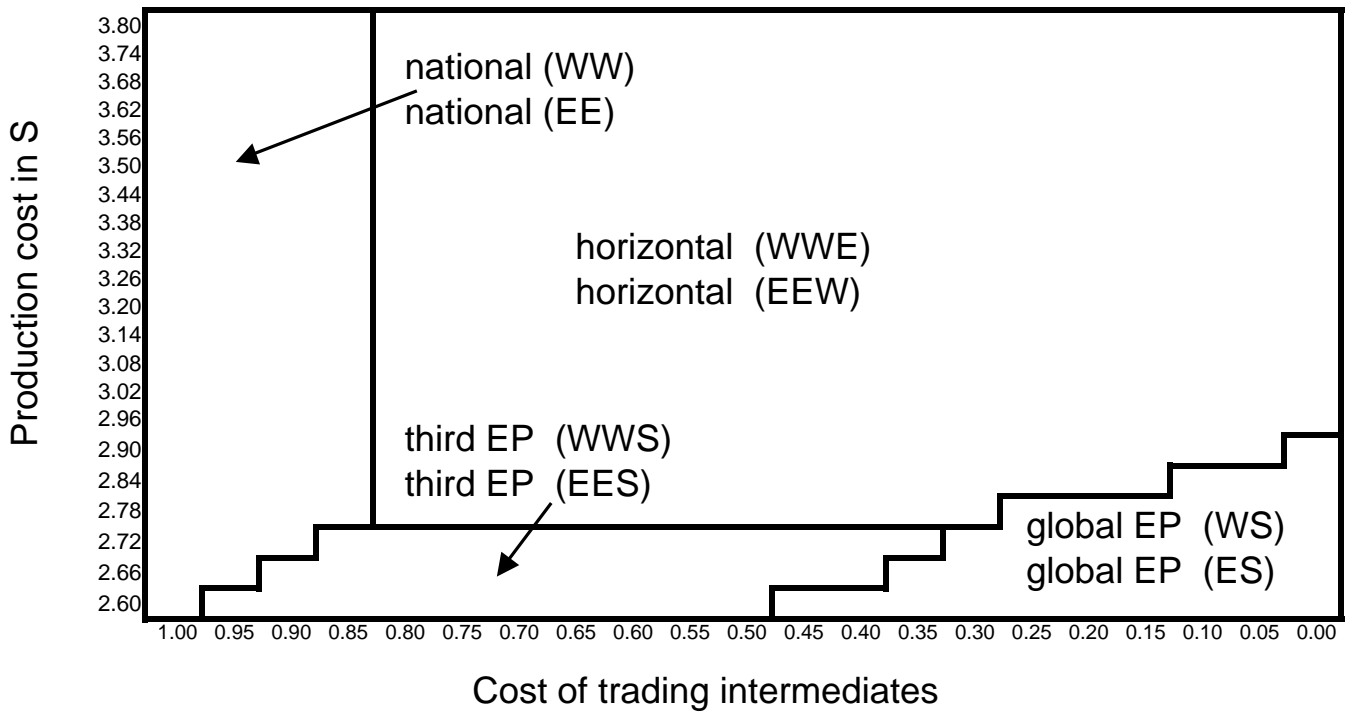 3.80
3.74
3.68
3.62
3.56
3.50
3.44
3.38
3.32
3.26
3.20
3.14
3.08
3.02
2.96
2.90
2.84
2.78
2.72
2.66
2.60
Production cost in S
national (WW)
national (EE)
horizontal (WWE)
horizontal (EEW)
third EP (WWS)
third EP (EES)
global EP (WS)
global EP (ES)
1.00 0.95 0.90 0.85 0.80 0.75 0.70 0.65 0.60 0.55 0.50 0.45 0.40 0.35 0.30 0.25 0.20 0.15 0.10 0.05 0.00
Cost of trading intermediates